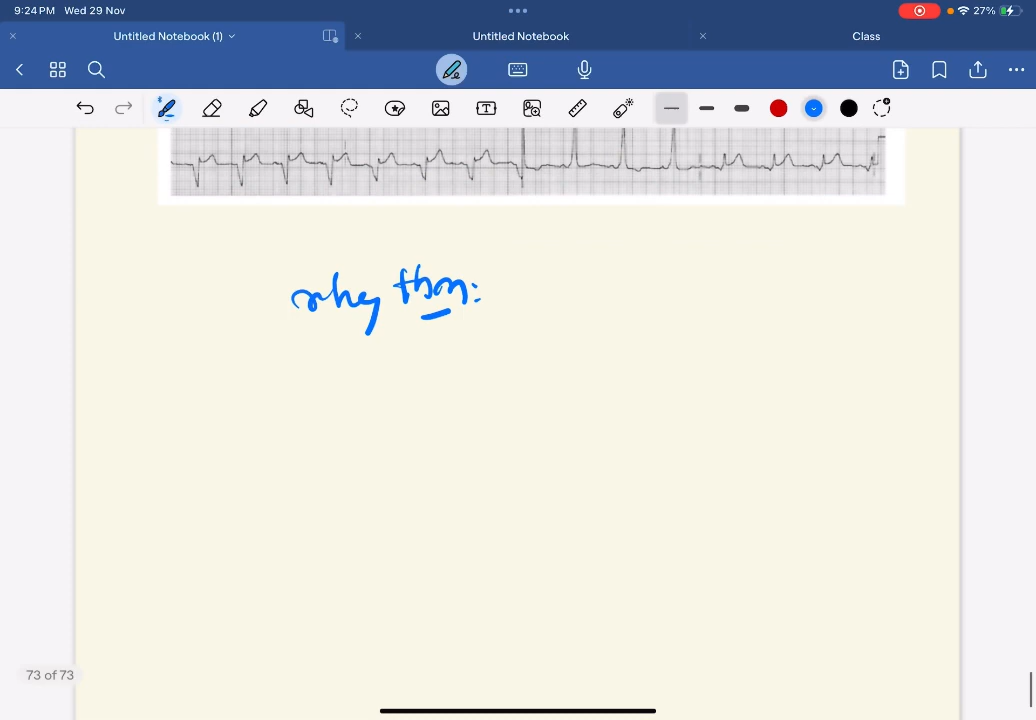 9:24 PM Wed 29 Nov
27%
Untitled Notebook (1)
Untitled Notebook
Class
rhythm:
73 of 73